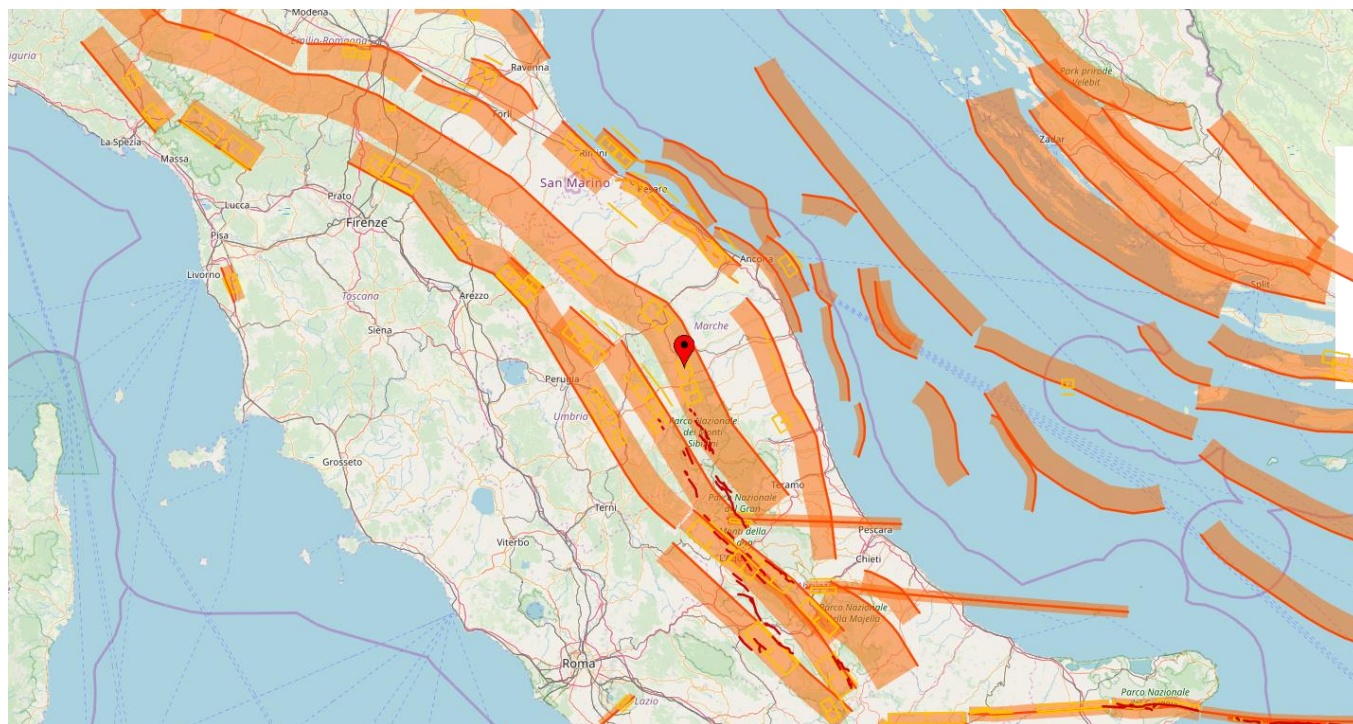 Modena
Emilia-Romagna
Ravenna
Forlì
Park prirode
Velebit
La Spezia
Massa
Zadar
Rimini
San Marino
Pesaro
Prato
Lucca
Firenze
Pisa
Ancona
Livorno
Arezzo
Toscana
Split
Siena
Marche
Perugia
Umbria
Parco Nazionale
dei Monti
Sibillini
Grosseto
Teramo
Parco Nazionale
del Gran
Monti della
Terni
Pescara
Viterbo
Chieti
Parco Nazionale
della Majella
Roma
Lazio
Parco Nazionale